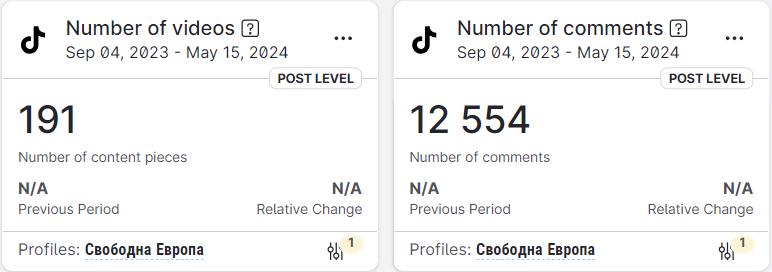 Number of videos ?
Sep 04, 2023 - May 15, 2024
POST LEVEL
191
Number of content pieces
N/A N/A
Previous Period Relative Change
Profiles: Свободна Европа 1
Number of comments ?
Sep 04, 2023 - May 15, 2024
POST LEVEL
12 554
Number of comments
N/A N/A
Previous Period Relative Change
Profiles: Свободна Европа 1